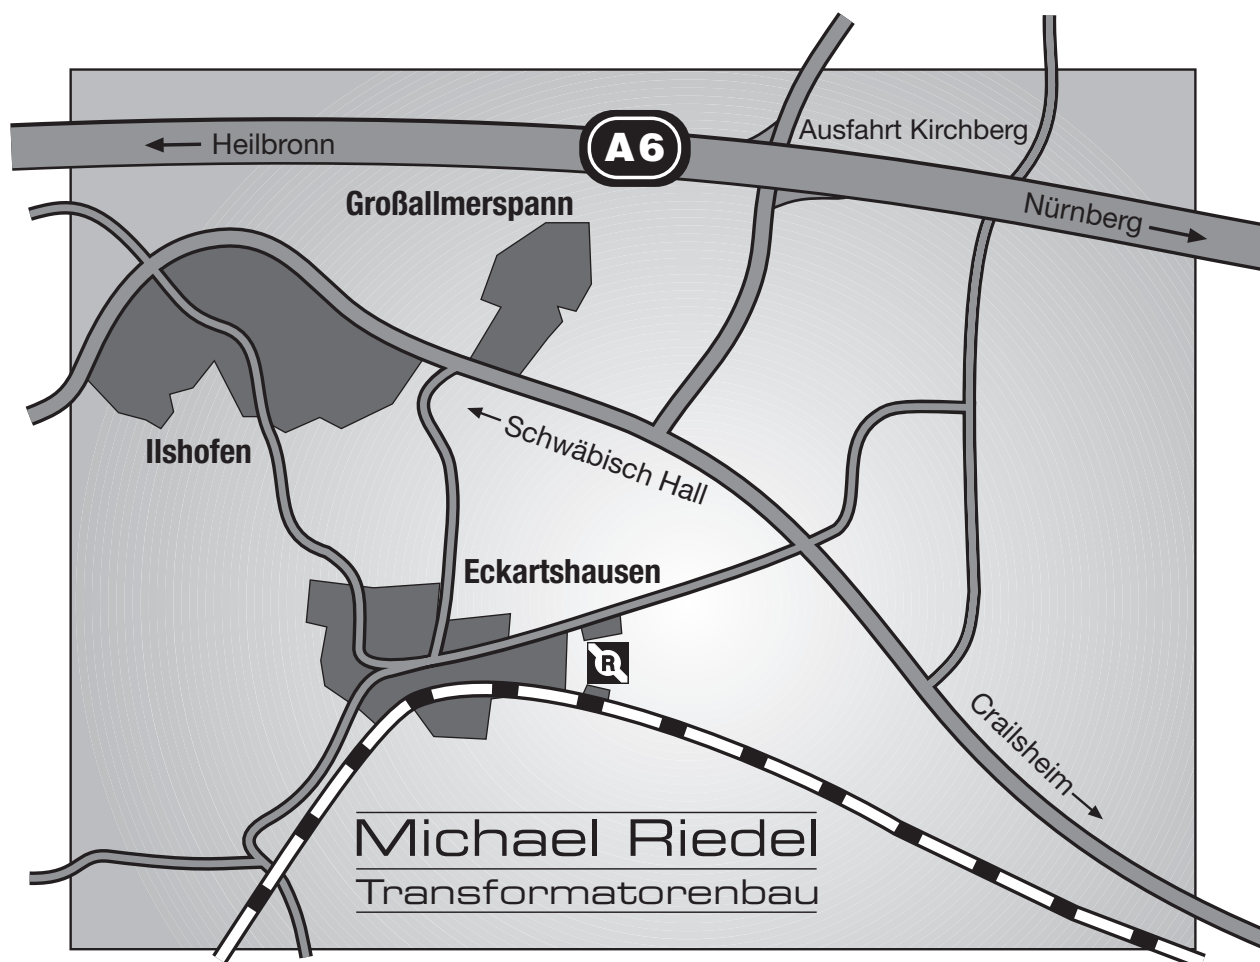 Heilbronn
A6
Ausfahrt Kirchberg
Großallmerspann
Nürnberg
Ilshofen
Schwäbisch Hall
Eckartshausen
R
Crailsheim
Michael Riedel
Transformatorenbau